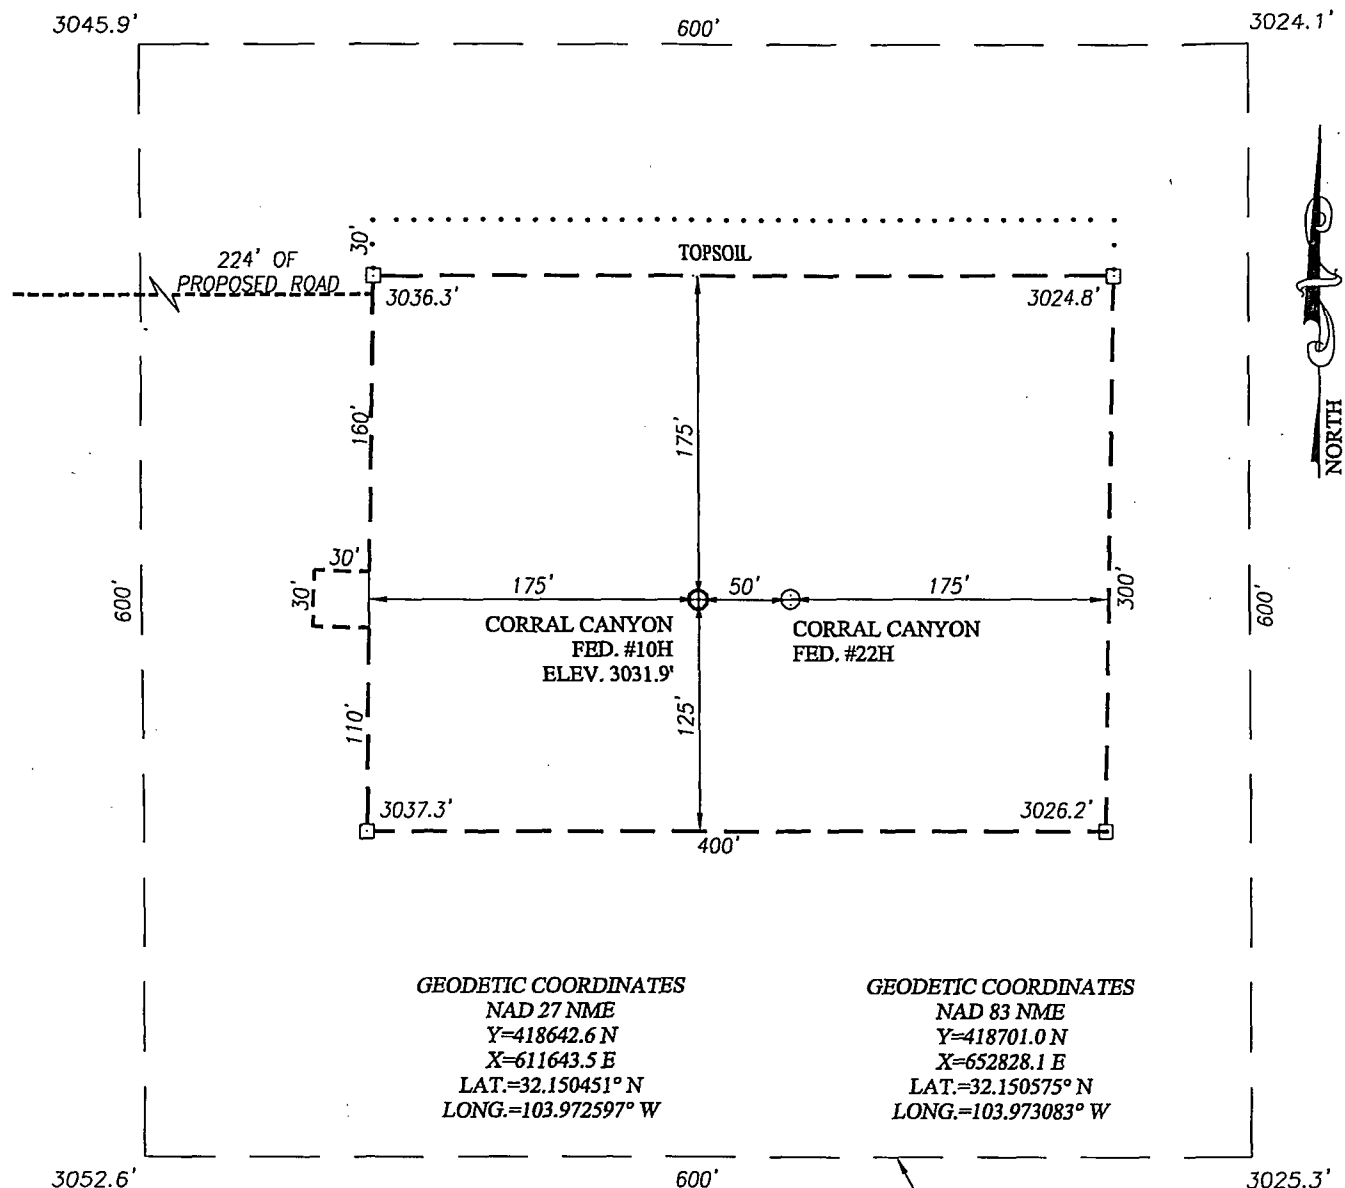 3045.9'
600'
3024.1'
30'
TOPSOIL
224' OF
PROPOSED ROAD
3036.3'
3024.8'
160'
175'
NORTH
30'
30'
175'
50'
175'
300'
600'
600'
CORRAL CANYON
FED. #10H
ELEV. 3031.9'
CORRAL CANYON
FED. #22H
110'
125'
3037.3'
3026.2'
400'
GEODETIC COORDINATES
NAD 27 NME
Y=418642.6 N
X=611643.5 E
LAT.=32.150451° N
LONG.=103.972597° W
GEODETIC COORDINATES
NAD 83 NME
Y=418701.0 N
X=652828.1 E
LAT.=32.150575° N
LONG.=103.973083° W
3052.6'
600'
3025.3'